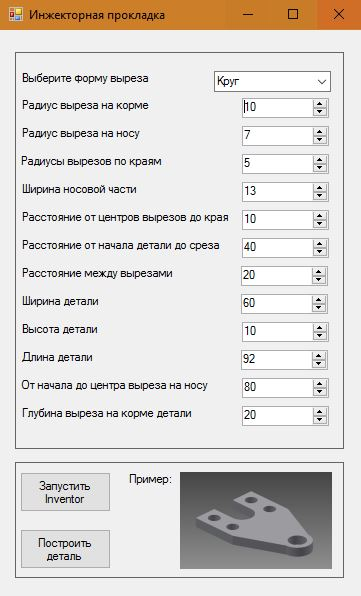 Инжекторная прокладка
Выберите форму выреза Круг
Радиус выреза на корме 10
Радиус выреза на носу 7
Радиусы вырезов по краям 5
Ширина носовой части 13
Расстояние от центров вырезов до края 10
Расстояние от начала детали до среза 40
Расстояние между вырезами 20
Ширина детали 60
Высота детали 10
Длина детали 92
От начала до центра выреза на носу 80
Глубина выреза на корме детали 20
Запустить
Inventor
Пример:
Построить
деталь